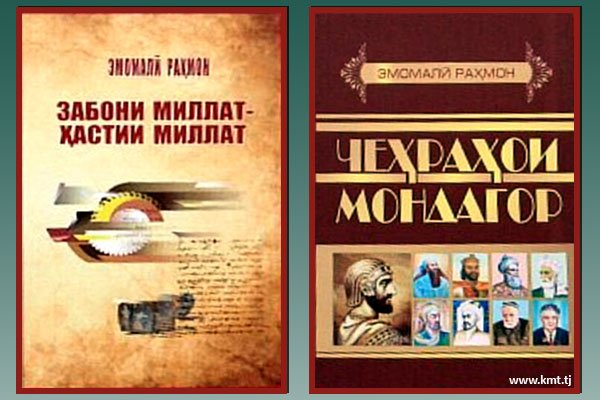 ЭМОМАЛӢ РАҲМОН
ЗАБОНИ МИЛЛАТ-
ҲАСТИИ МИЛЛАТ
ЭМОМАЛӢ РАҲМОН
ЧЕҲРАҲОИ
МОНДАГОР
www.kmt.tj